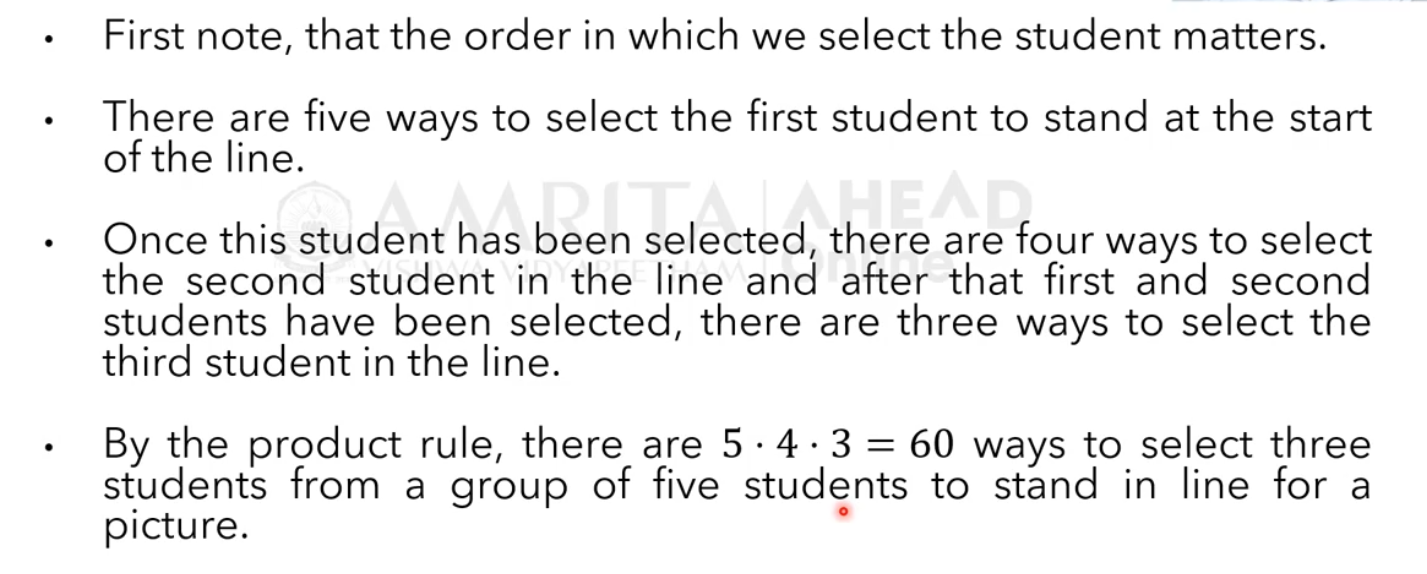 • First note, that the order in which we select the student matters.
• There are five ways to select the first student to stand at the start
of the line.
AMRITA AHEAD
• Once this student has been selected, there are four ways to select
VISHWA VIDYAPEETHAM Online
the second student in the line and after that first and second
students have been selected, there are three ways to select the
third student in the line.
• By the product rule, there are 5 · 4 · 3 = 60 ways to select three
students from a group of five students to stand in line for a
picture.